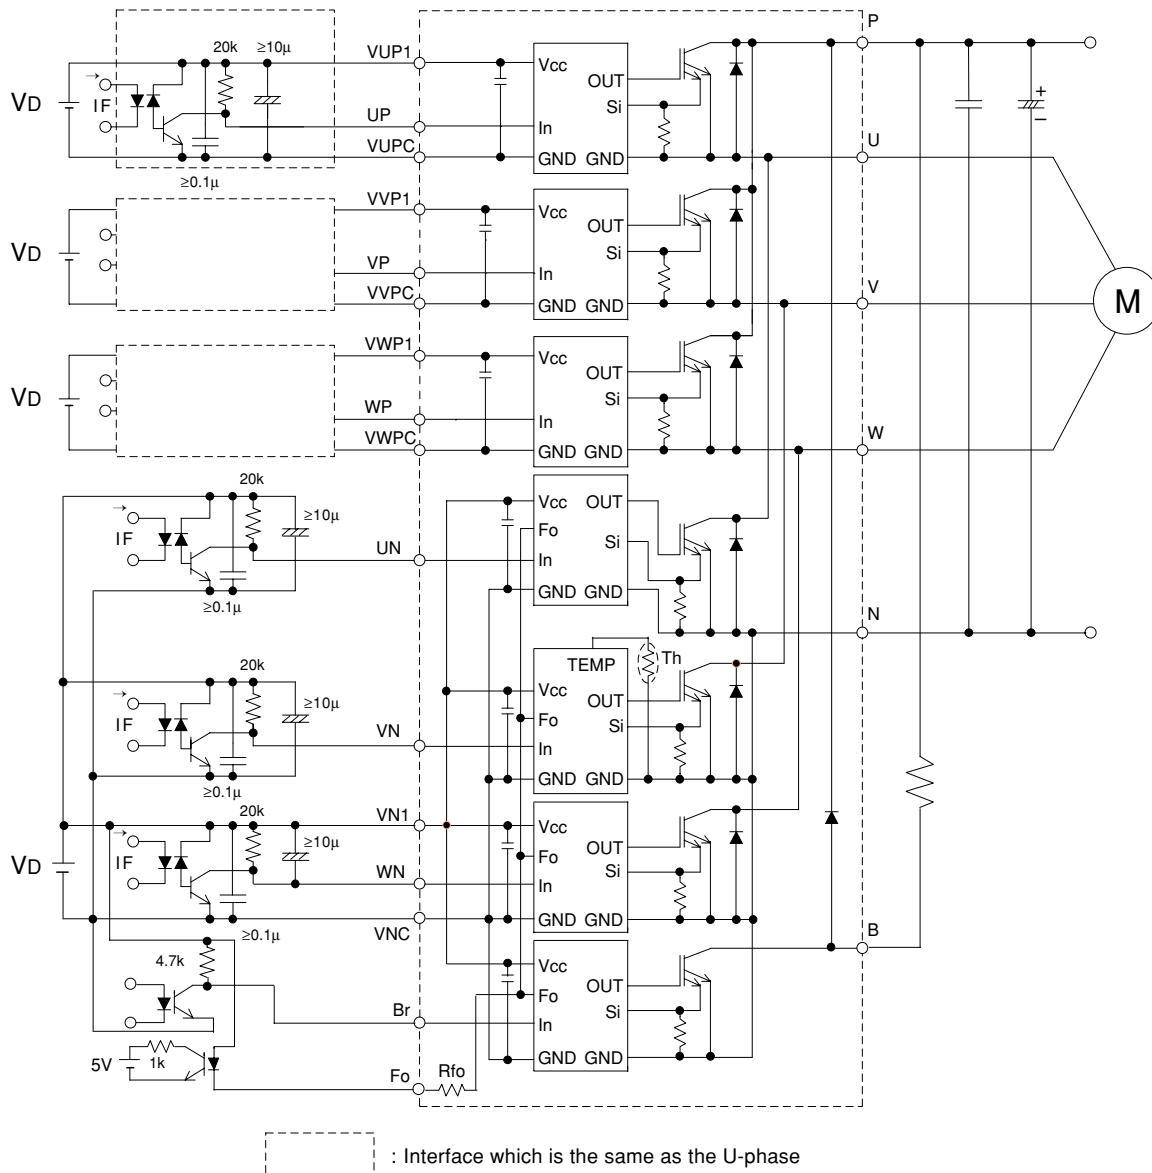 P
20k
≥10μ
VUP1
Vcc
OUT
VD
IF
Si
+
–
UP
In
VUPC
GND GND
U
≥0.1μ
VVP1
Vcc
OUT
VD
Si
VP
In
VVPC
GND GND
V
M
VWP1
Vcc
OUT
VD
Si
WP
In
VWPC
GND GND
W
20k
Vcc OUT
≥10μ
Fo
IF
Si
UN
In
GND GND
≥0.1μ
N
20k
TEMP
Th
Vcc
≥10μ
OUT
IF
Fo
Si
VN
In
GND GND
≥0.1μ
20k
VN1
Vcc
≥10μ
OUT
VD
IF
Fo
Si
WN
In
GND GND
VNC
≥0.1μ
B
4.7k
Vcc
OUT
Fo
Si
Br
In
5V
1k
GND GND
Fo
Rfo
: Interface which is the same as the U-phase